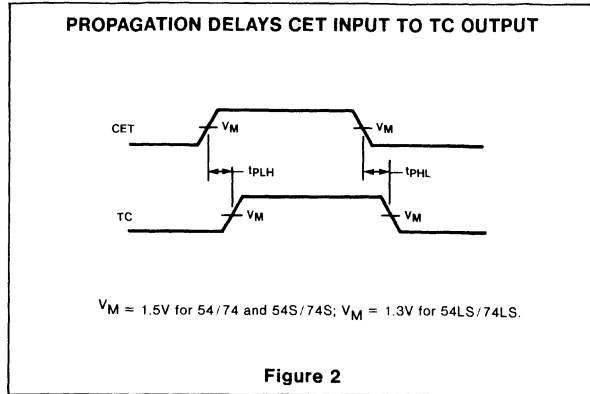 PROPAGATION DELAYS CET INPUT TO TC OUTPUT
CET
VM
VM
tPLH
tPHL
TC
VM
VM
VM = 1.5V for 54/74 and 54S/74S; VM = 1.3V for 54LS/74LS.
Figure 2